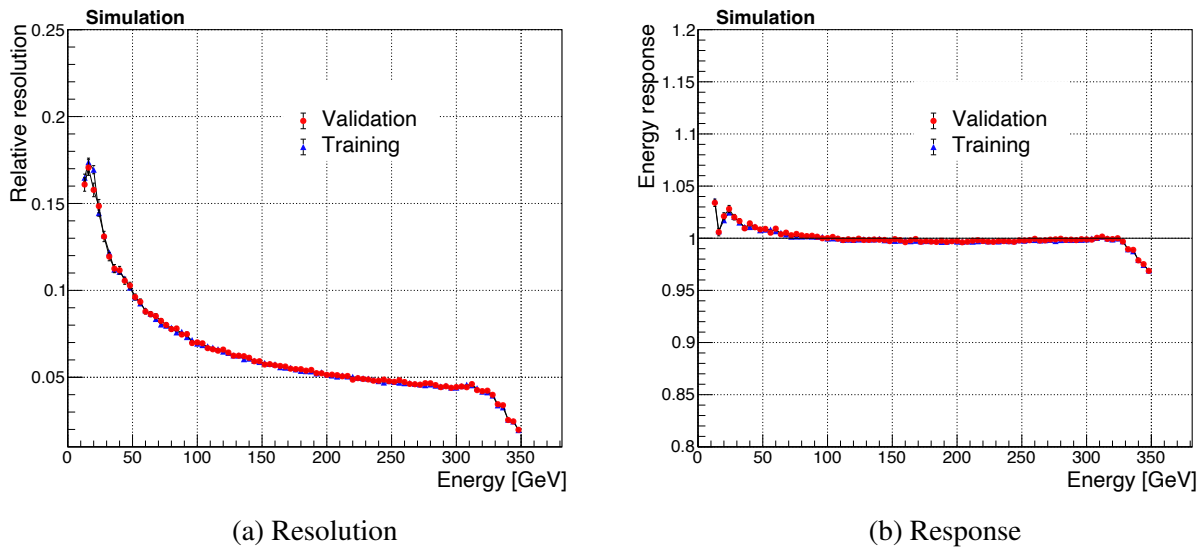 Simulation
Relative resolution
0.25
0.2
0.15
0.1
0.05
Validation
Training
0 50 100 150 200 250 300 350
Energy [GeV]
(a) Resolution
Simulation
Energy response
1.2
1.15
1.1
1.05
1
0.95
0.9
0.85
0.8
Validation
Training
0 50 100 150 200 250 300 350
Energy [GeV]
(b) Response